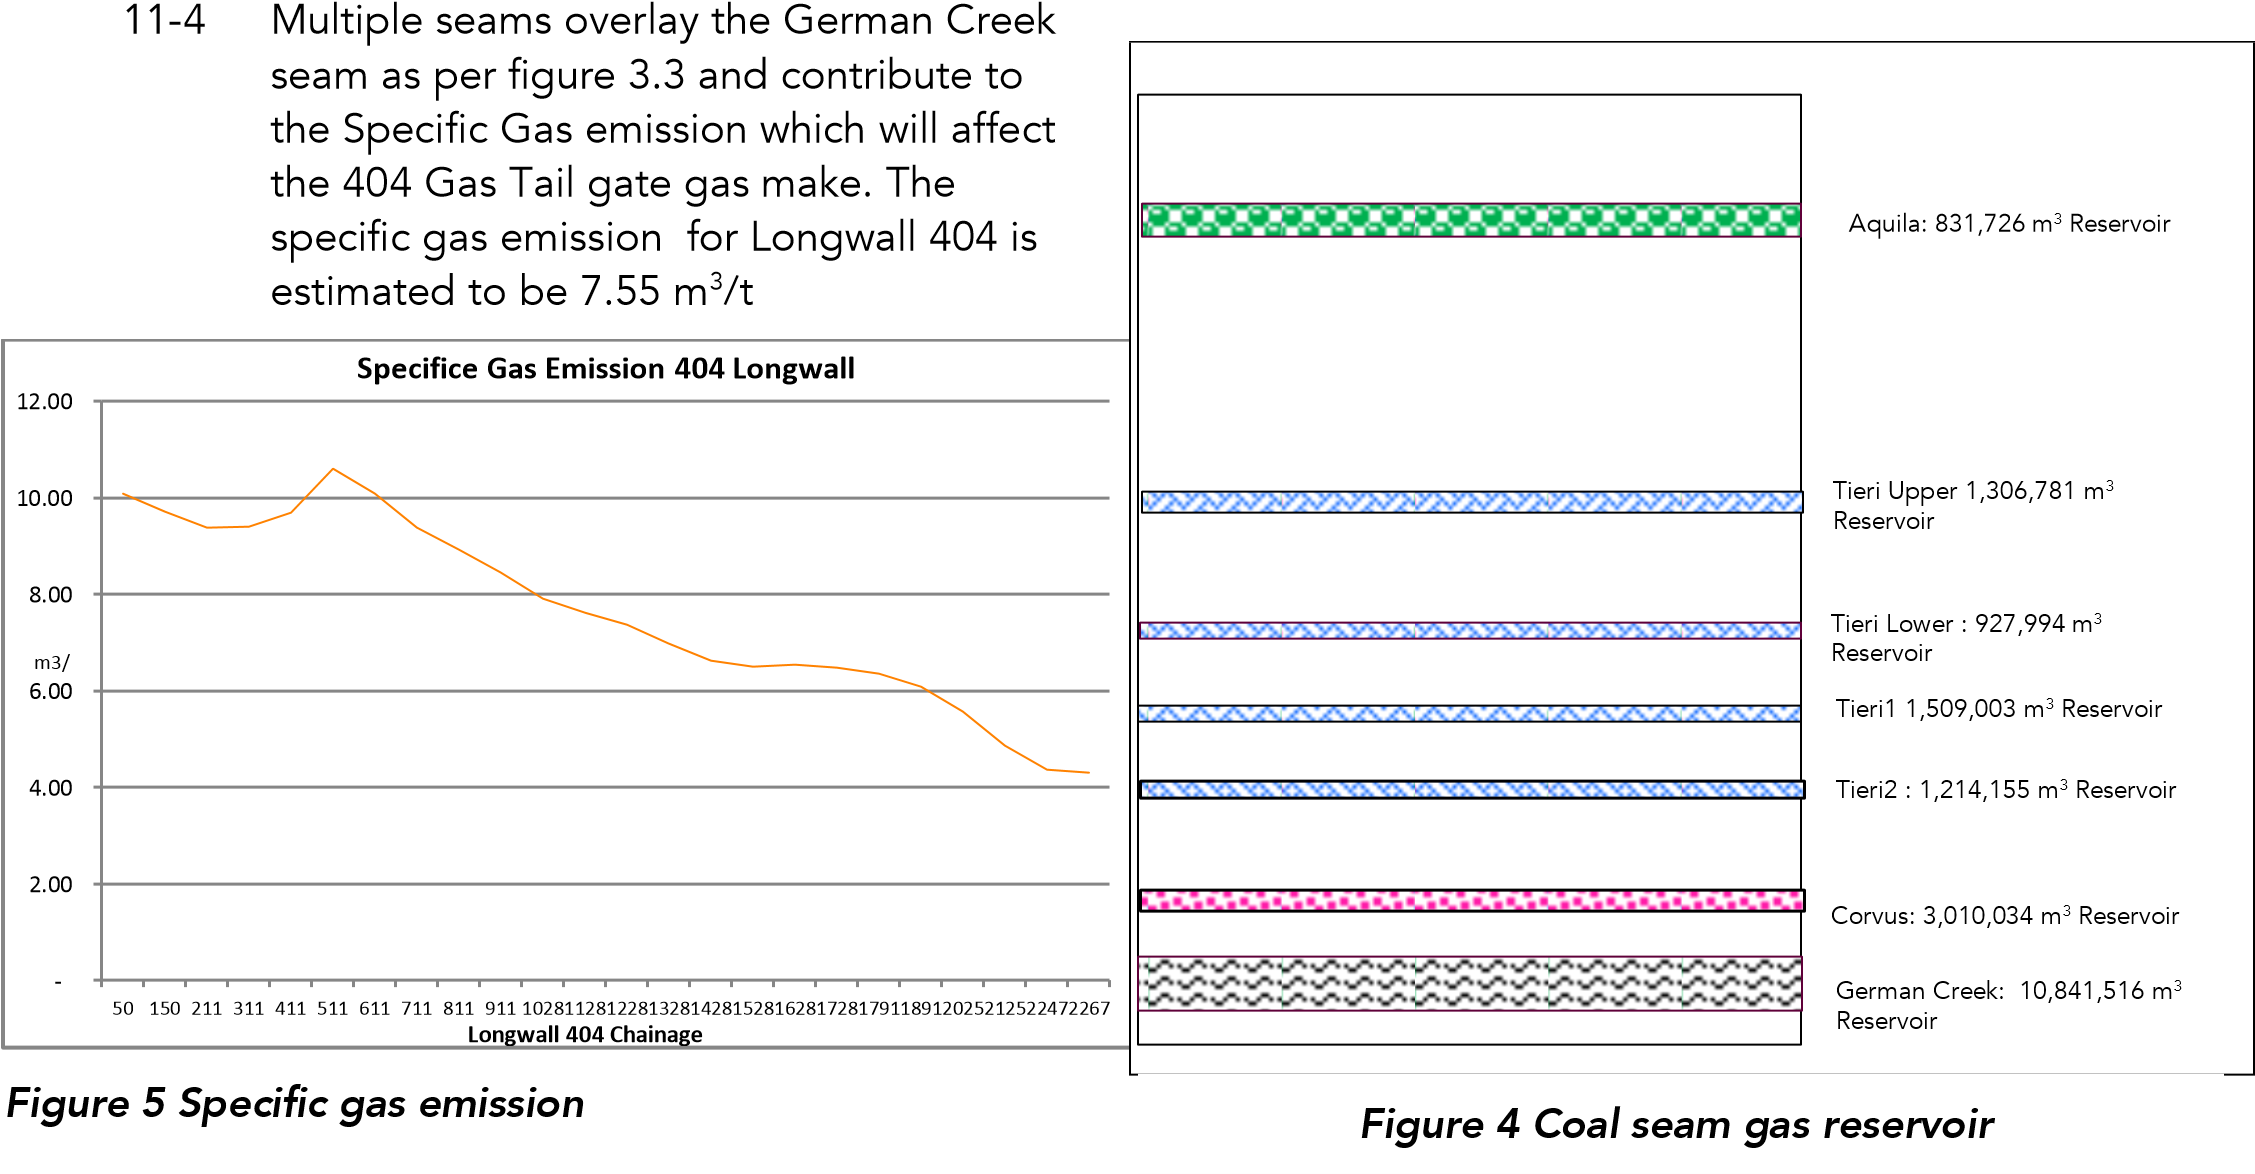 11-4 Multiple seams overlay the German Creek
seam as per figure 3.3 and contribute to
the Specific Gas emission which will affect
the 404 Gas Tail gate gas make. The
specific gas emission  for Longwall 404 is
estimated to be 7.55 m³/t
Specifice Gas Emission 404 Longwall
12.00
10.00
8.00
m3/
6.00
4.00
2.00
-
50 150 211 311 411 511 611 711 811 911 1028 1128 1228 1328 1428 1528 1628 1728 1791 1891 2025 2125 2247 2267
Longwall 404 Chainage
Figure 5 Specific gas emission
Aquila: 831,726 m³ Reservoir
Tieri Upper 1,306,781 m³
Reservoir
Tieri Lower : 927,994 m³
Reservoir
Tieri1 1,509,003 m³ Reservoir
Tieri2 : 1,214,155 m³ Reservoir
Corvus: 3,010,034 m³ Reservoir
German Creek:  10,841,516 m³
Reservoir
Figure 4 Coal seam gas reservoir